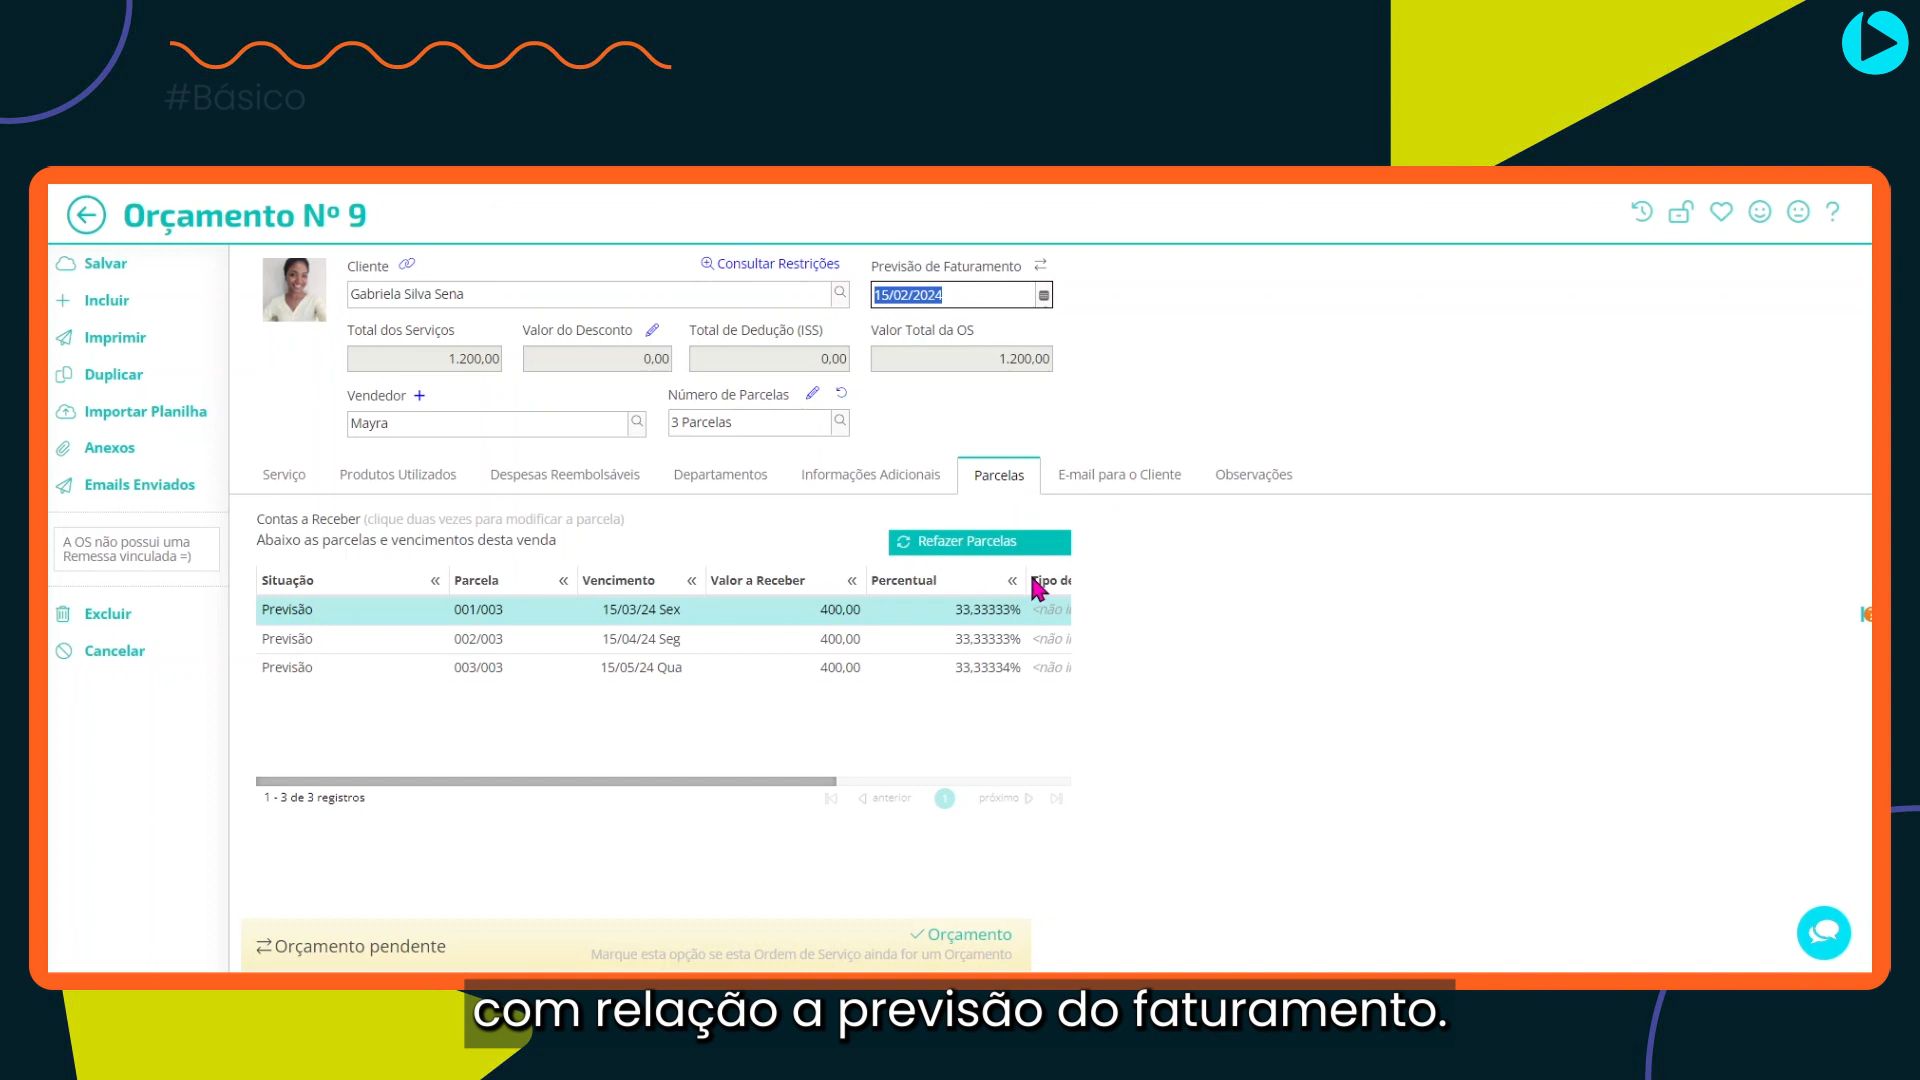 #Básico
Orçamento Nº 9
?
Salvar
Incluir
Imprimir
Duplicar
Importar Planilha
Anexos
Emails Enviados
A OS não possui uma
Remessa vinculada =)
Excluir
Cancelar
Cliente
Consultar Restrições
Previsão de Faturamento
Gabriela Silva Sena
15/02/2024
Total dos Serviços
Valor do Desconto
Total de Dedução (ISS)
Valor Total da OS
1.200,00
0,00
0,00
1.200,00
Vendedor
Número de Parcelas
Mayra
3 Parcelas
Serviço
Produtos Utilizados
Despesas Reembolsáveis
Departamentos
Informações Adicionais
Parcelas
E-mail para o Cliente
Observações
Contas a Receber (clique duas vezes para modificar a parcela)
Abaixo as parcelas e vencimentos desta venda
Refazer Parcelas
Situação « Parcela « Vencimento « Valor a Receber « Percentual « Tipo de
Previsão 001/003 15/03/24 Sex 400,00 33,33333% <não i
Previsão 002/003 15/04/24 Seg 400,00 33,33333% <não i
Previsão 003/003 15/05/24 Qua 400,00 33,33334% <não i
1 - 3 de 3 registros
anterior 1 próximo
Orçamento pendente
Orçamento
Marque esta opção se esta Ordem de Serviço ainda for um Orçamento
com relação a previsão do faturamento.